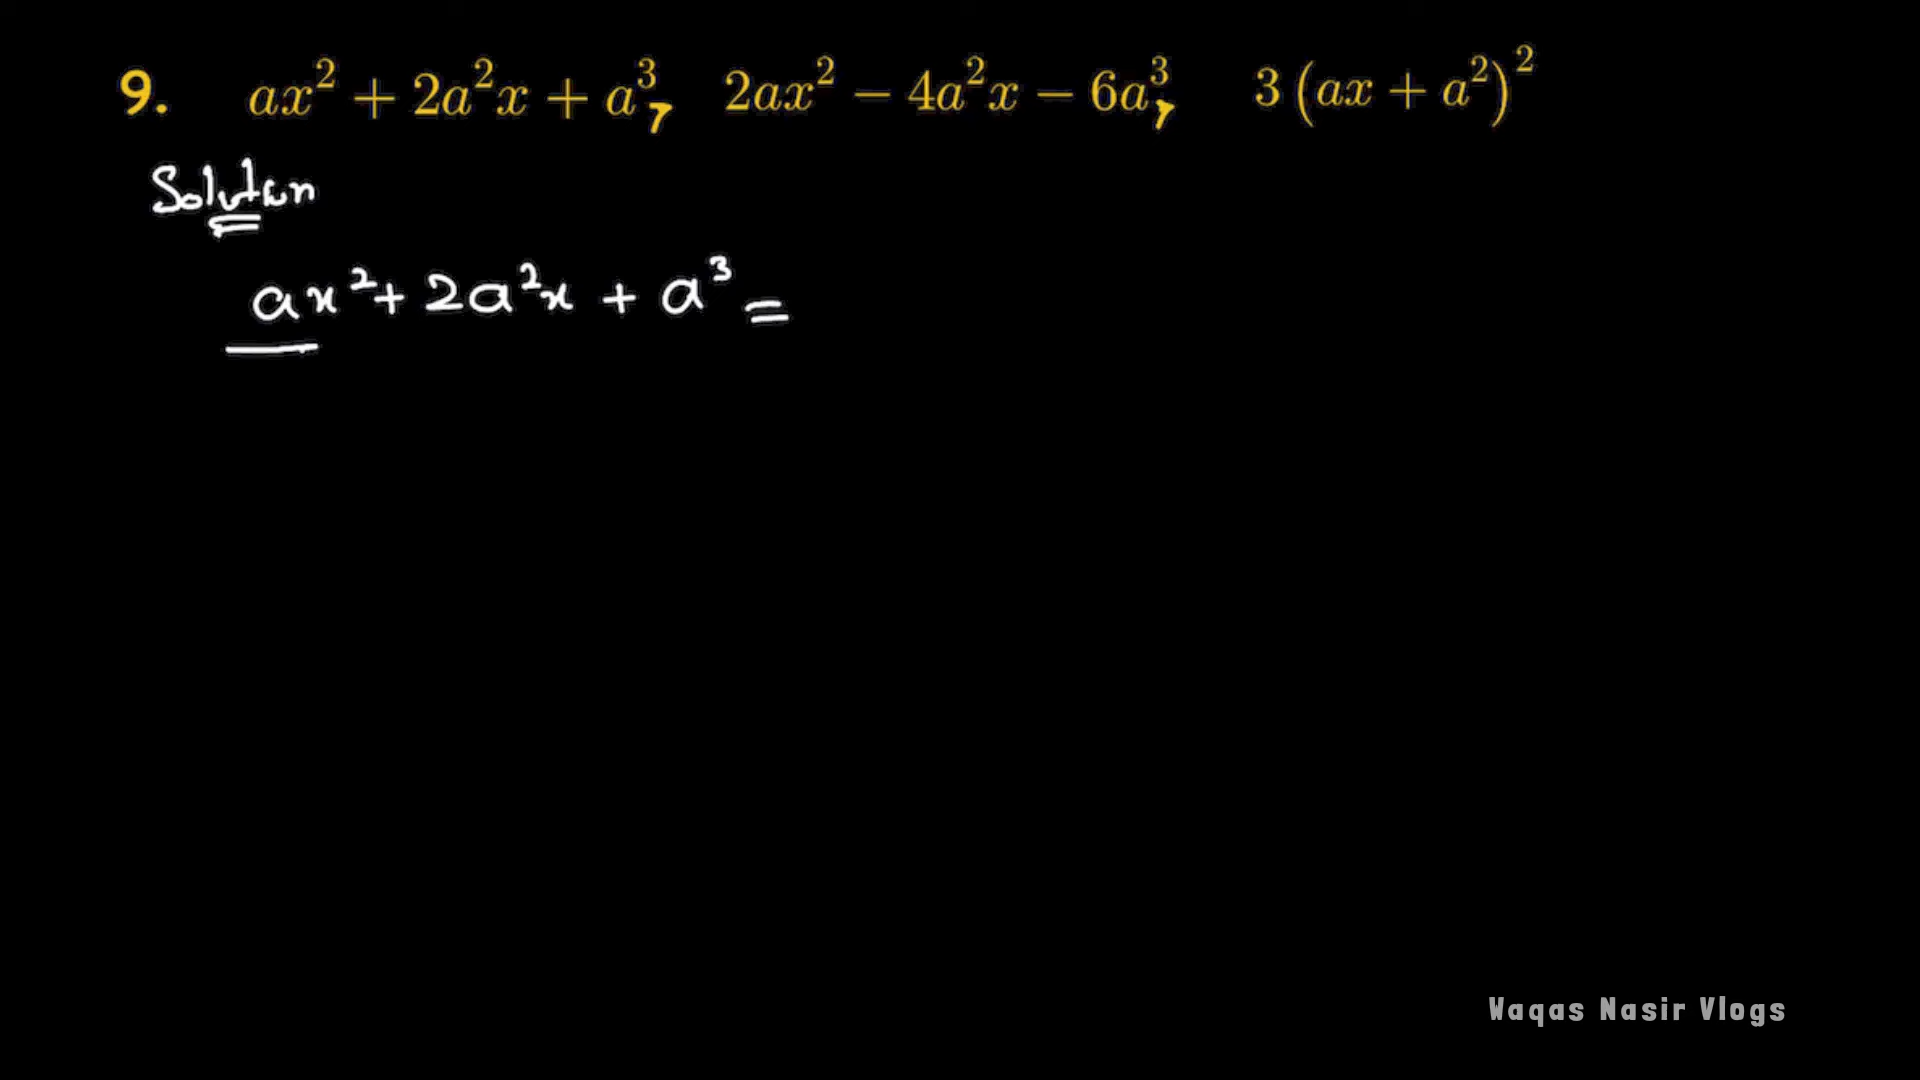 9. ax² + 2a²x + a³, 2ax² − 4a²x − 6a³, 3(ax + a²)²
Solution
ax² + 2a²x + a³ =
Waqas Nasir Vlogs